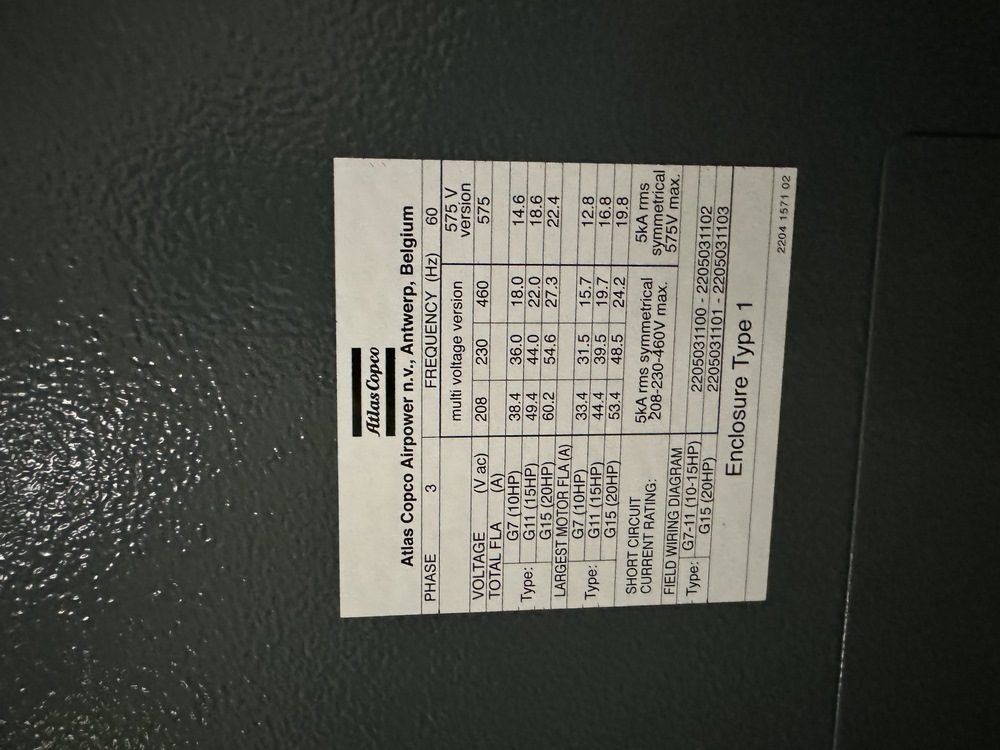 Atlas Copco
Atlas Copco Airpower n.v., Antwerp, Belgium
PHASE 3 FREQUENCY (Hz) 60
multi voltage version 575 V version
VOLTAGE (V ac) 208 230 460 575
TOTAL FLA (A)
Type: G7 (10HP) 38.4 36.0 18.0 14.6
G11 (15HP) 49.4 44.0 22.0 18.6
G15 (20HP) 60.2 54.6 27.3 22.4
LARGEST MOTOR FLA (A)
Type: G7 (10HP) 33.4 31.5 15.7 12.8
G11 (15HP) 44.4 39.5 19.7 16.8
G15 (20HP) 53.4 48.5 24.2 19.8
SHORT CIRCUIT CURRENT RATING: 5kA rms symmetrical 208-230-460V max. 5kA rms symmetrical 575V max.
FIELD WIRING DIAGRAM
Type: G7-11 (10-15HP) 2205031100 - 2205031102
G15 (20HP) 2205031101 - 2205031103
Enclosure Type 1
2204 1571 02